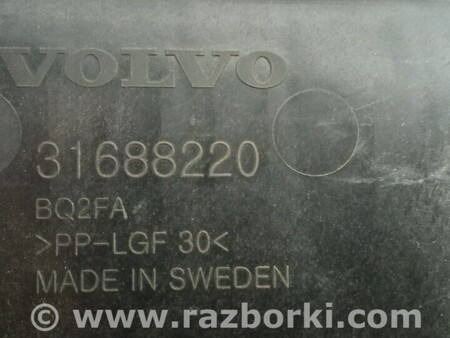 VOLVO
31688220
BQ2FA
>PP-LGF 30<
MADE IN SWEDEN
© www.razborki.com